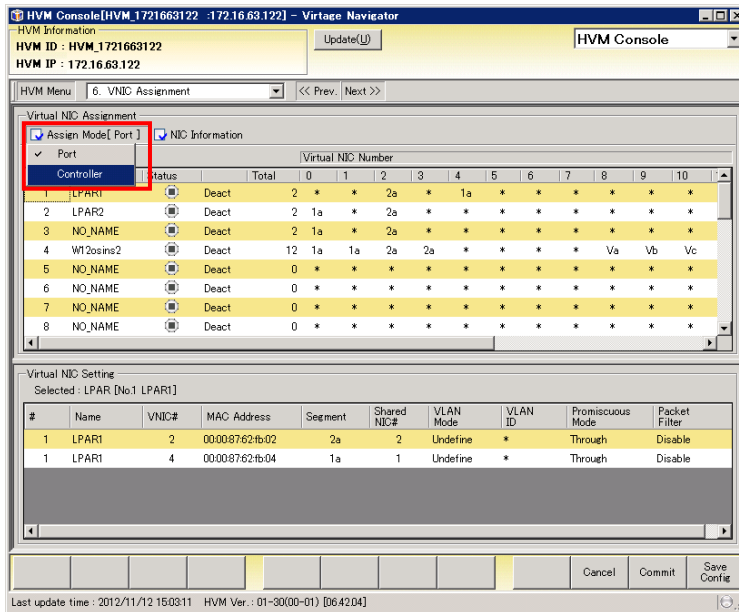 HVM Console[HVM_1721663122 :172.16.63.122] - Virtage Navigator
HVM Information
HVM ID : HVM_1721663122
HVM IP : 172.16.63.122
Update(U)
HVM Console
HVM Menu 6. VNIC Assignment << Prev. Next >>
Virtual NIC Assignment
Assign Mode[ Port ] NIC Information
Port
Controller
Virtual NIC Number
Status Total 0 1 2 3 4 5 6 7 8 9 10
1 LPAR1 Deact 2 * * 2a * 1a * * * * * *
2 LPAR2 Deact 2 1a * 2a * * * * * * * *
3 NO_NAME Deact 2 1a * 2a * * * * * * * *
4 W12osins2 Deact 12 1a 1a 2a 2a * * * * Va Vb Vc
5 NO_NAME Deact 0 * * * * * * * * * * *
6 NO_NAME Deact 0 * * * * * * * * * * *
7 NO_NAME Deact 0 * * * * * * * * * * *
8 NO_NAME Deact 0 * * * * * * * * * * *
Virtual NIC Setting
Selected : LPAR [No.1 LPAR1]
# Name VNIC# MAC Address Segment Shared NIC# VLAN Mode VLAN ID Promiscuous Mode Packet Filter
1 LPAR1 2 00:00:87:62:fb:02 2a 2 Undefine * Through Disable
1 LPAR1 4 00:00:87:62:fb:04 1a 1 Undefine * Through Disable
Cancel Commit Save Config
Last update time : 2012/11/12 15:03:11 HVM Ver. : 01-30(00-01) [06.42.04]